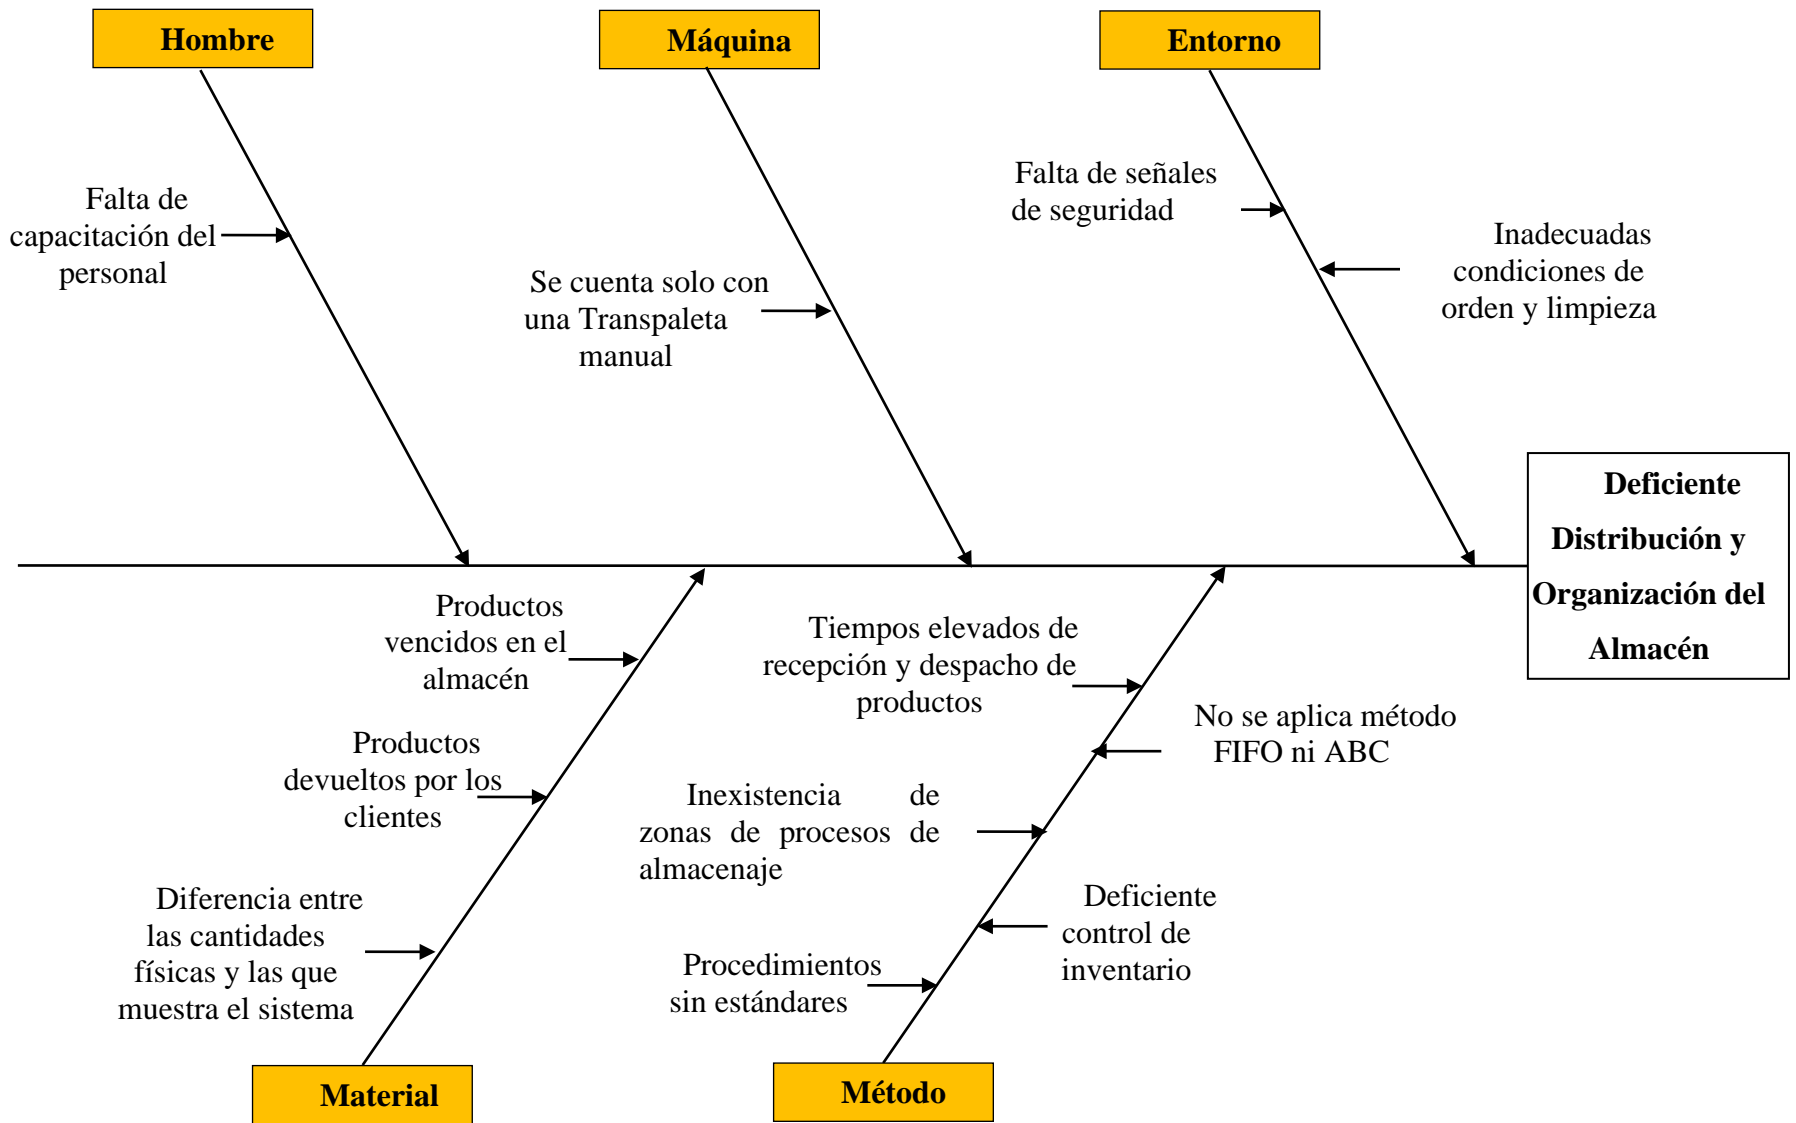 Hombre
Máquina
Entorno
Falta de
capacitación del
personal
Se cuenta solo con
una Transpaleta
manual
Falta de señales
de seguridad
Inadecuadas
condiciones de
orden y limpieza
Deficiente
Distribución y
Organización del
Almacén
Productos
vencidos en el
almacén
Productos
devueltos por los
clientes
Diferencia entre
las cantidades
físicas y las que
muestra el sistema
Tiempos elevados de
recepción y despacho de
productos
No se aplica método
FIFO ni ABC
Inexistencia de
zonas de procesos de
almacenaje
Deficiente
control de
inventario
Procedimientos
sin estándares
Material
Método